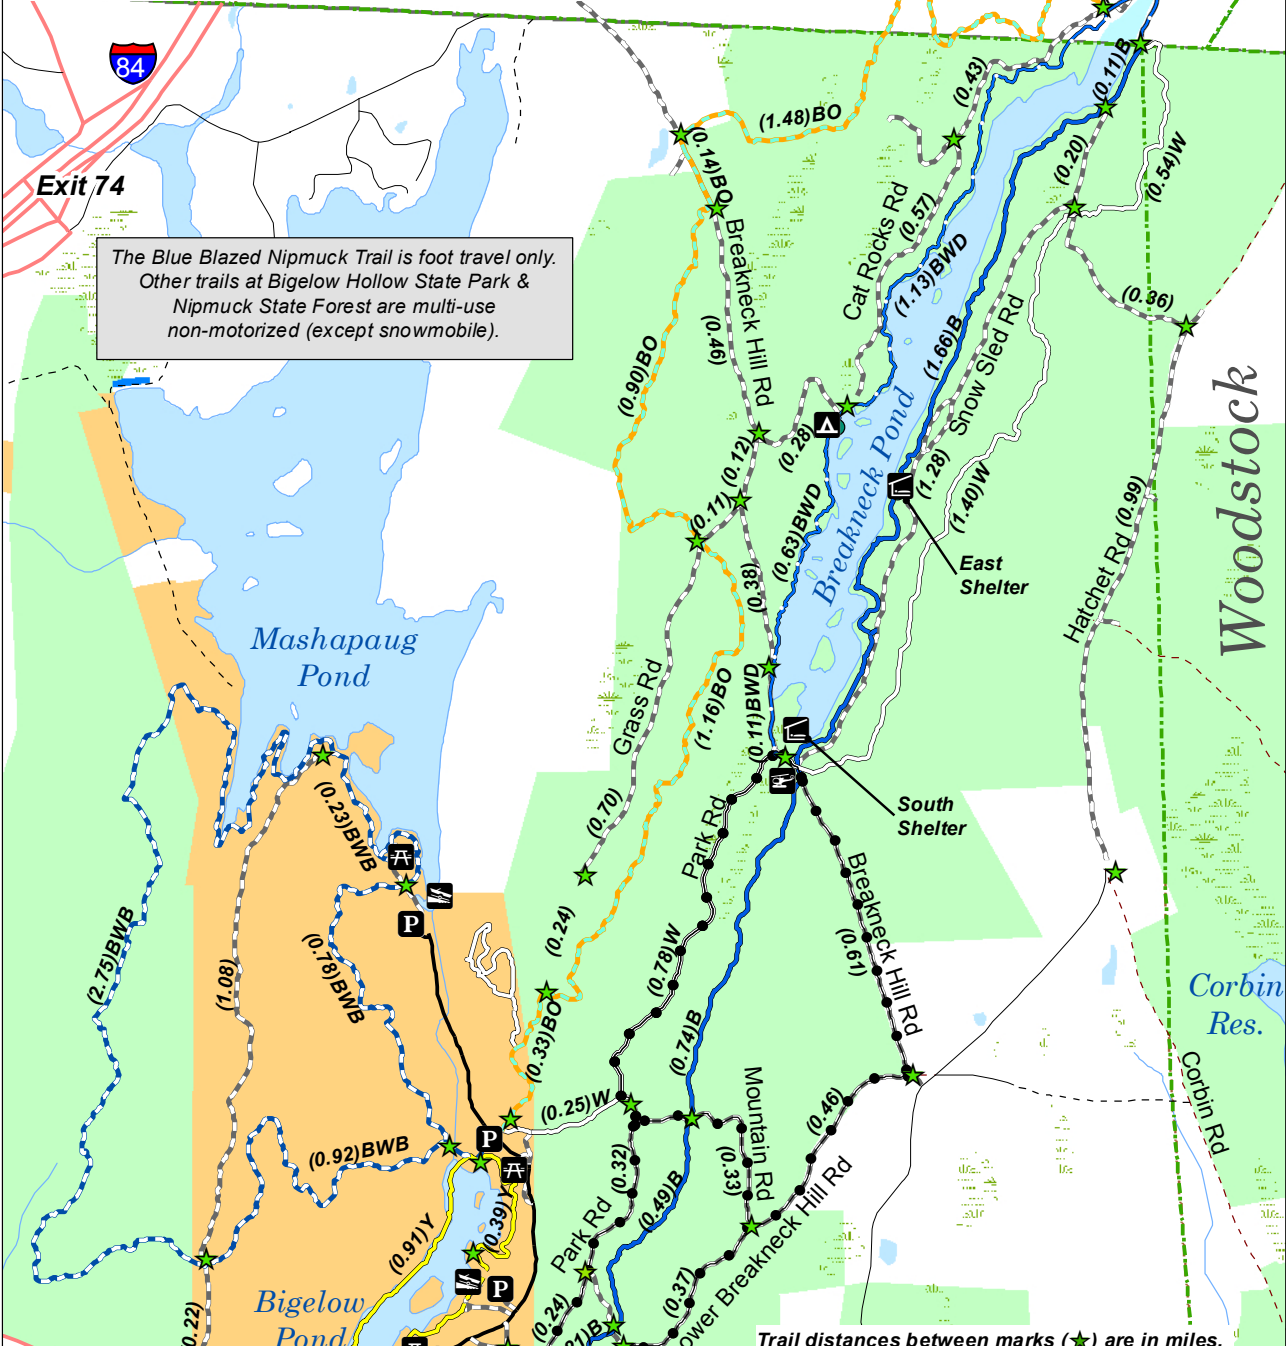 84
Exit 74
The Blue Blazed Nipmuck Trail is foot travel only.
Other trails at Bigelow Hollow State Park &
Nipmuck State Forest are multi-use
non-motorized (except snowmobile).
(1.48)BO
(0.14)BO
(0.43)
(0.11)B
(0.20)
(0.54)W
(0.57)
Cat Rocks Rd
(1.13)BWD
(0.36)
Breakneck Hill Rd
(0.46)
(0.90)BO
(1.66)B
Snow Sled Rd
(0.28)
(0.12)
(0.11)
(0.63)BWD
Breakneck Pond
(1.28)
(1.40)W
Hatchet Rd (0.99)
Woodstock
East
Shelter
(0.38)
Mashapaug
Pond
Grass Rd
(1.16)BO
(0.11)BWD
(0.70)
Park Rd
South
Shelter
(0.23)BWB
P
(0.24)
(0.78)W
Breakneck Hill Rd
(0.61)
(2.75)BWB
(1.08)
(0.78)BWB
(0.33)BO
(0.74)B
Corbin
Res.
Corbin Rd
(0.25)W
Mountain Rd
(0.46)
P
(0.92)BWB
(0.32)
(0.33)
(0.49)B
(0.39)Y
(0.91)Y
Park Rd
P
(0.37)
ower Breakneck Hill Rd
(0.24)
Bigelow
Pond
0.22)
21)B
Trail distances between marks ( ) are in miles.